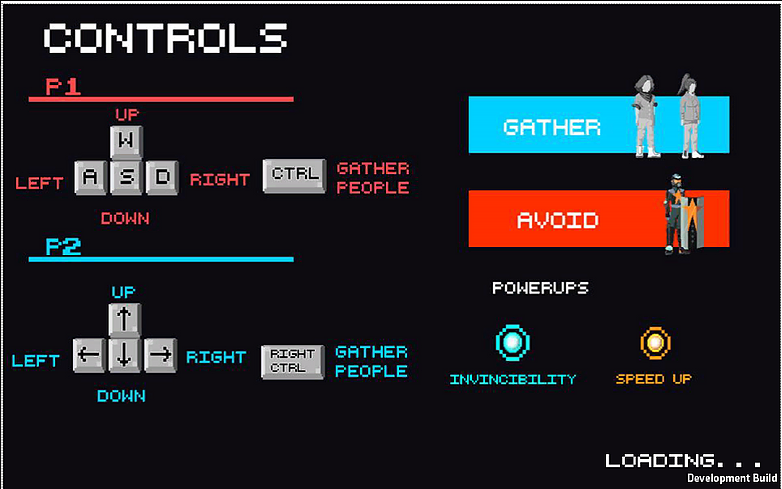 CONTROLS
P1
UP
W
LEFT A S D RIGHT CTRL GATHER PEOPLE
DOWN
P2
UP
↑
LEFT ← ↓ → RIGHT RIGHT CTRL GATHER PEOPLE
DOWN
GATHER
AVOID
POWERUPS
INVINCIBILITY SPEED UP
LOADING...
Development Build